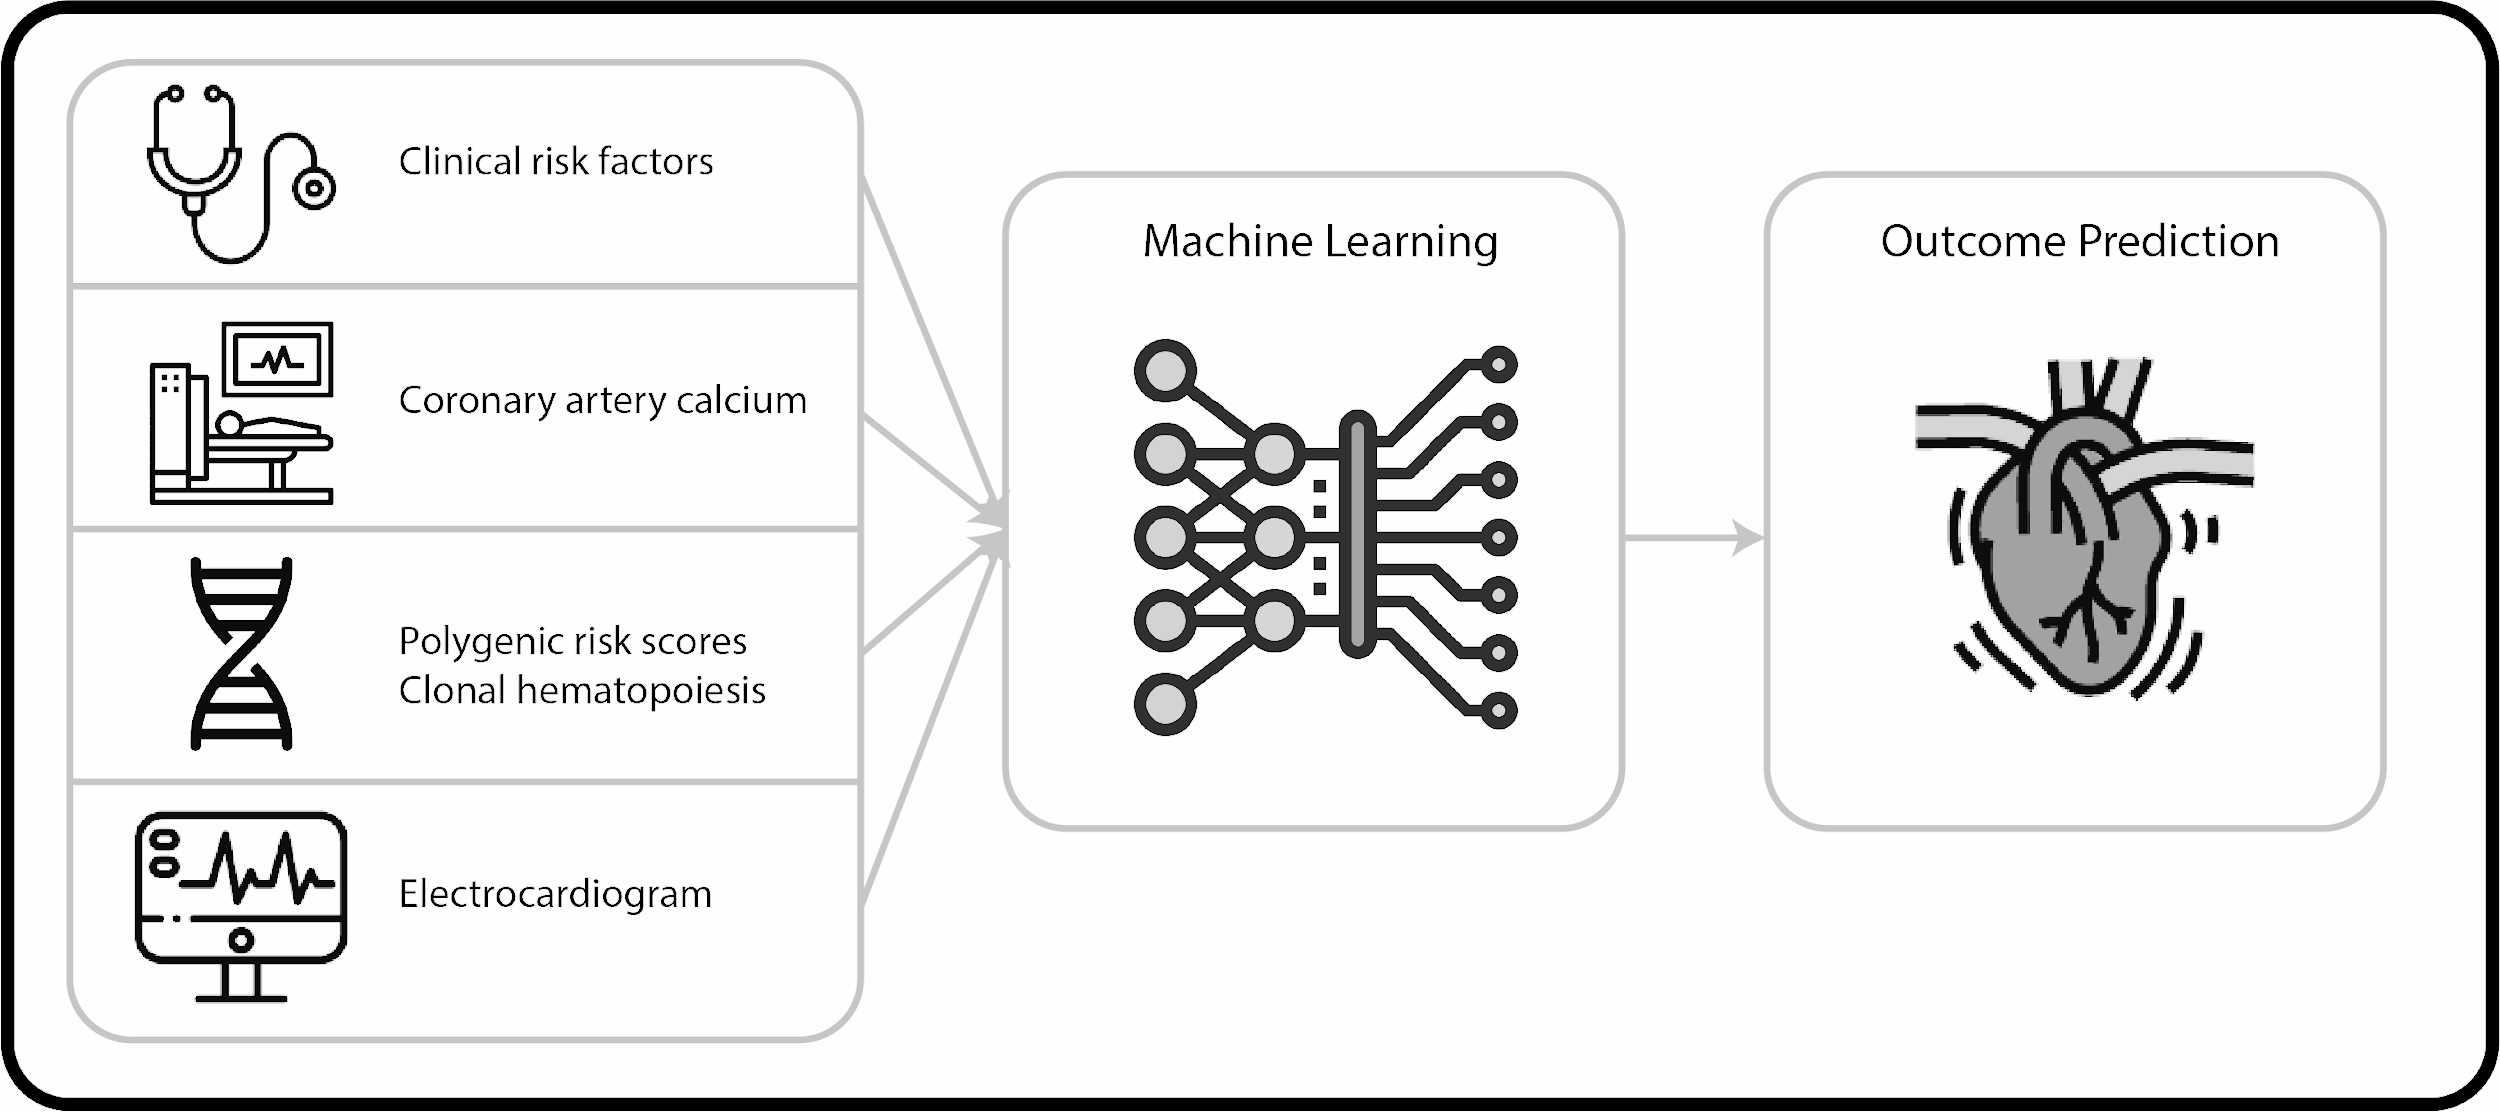 Clinical risk factors
Coronary artery calcium
Polygenic risk scores
Clonal hematopoiesis
Electrocardiogram
Machine Learning
Outcome Prediction